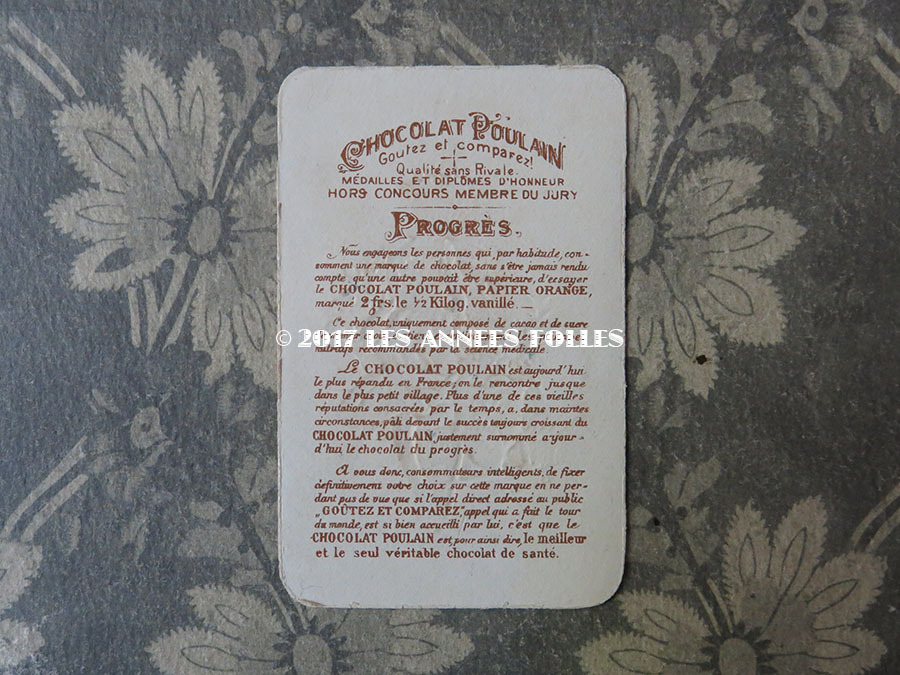 CHOCOLAT POULAIN
Goutez et comparez!
Qualité sans Rivale.
MÉDAILLES ET DIPLÔMES D'HONNEUR
HORS CONCOURS MEMBRE DU JURY
PROGRÈS.
Nous engageons les personnes qui, par habitude, con-
somment une marque de chocolat, sans s'être jamais rendu
compte qu'une autre pouvait être supérieure, d'essayer
le CHOCOLAT POULAIN, PAPIER ORANGE,
marqué 2 frs. le ½ Kilog. vanillé.
Ce chocolat, uniquement composé de cacao et de sucre
© 2017 LES ANNEES FOLLES
nutritifs recommandés par la science médicale.
Le CHOCOLAT POULAIN est aujourd'hui
le plus répandu en France; on le rencontre jusque
dans le plus petit village. Plus d'une de ces vieilles
réputations consacrées par le temps, a, dans maintes
circonstances, pâli devant le succès toujours croissant du
CHOCOLAT POULAIN, justement surnommé aujour-
d'hui le chocolat du progrès.
A vous donc, consommateurs intelligents, de fixer
définitivement votre choix sur cette marque en ne per-
dant pas de vue que si l'appel direct adressé au public
„GOÛTEZ ET COMPAREZ", appel qui a fait le tour
du monde, est si bien accueilli par lui, c'est que le
CHOCOLAT POULAIN est, pour ainsi dire, le meilleur
et le seul véritable chocolat de santé.